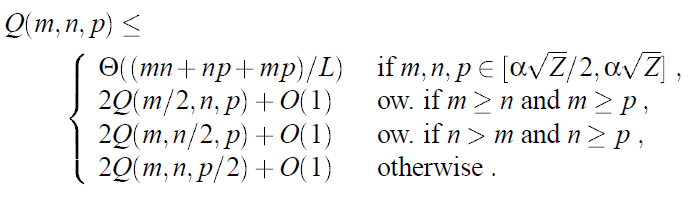 Q(m,n,p) ≤
Θ((mn+np+mp)/L) if m,n,p ∈ [α√Z/2,α√Z] ,
2Q(m/2,n,p)+O(1) ow. if m ≥ n and m ≥ p ,
2Q(m,n/2,p)+O(1) ow. if n > m and n ≥ p ,
2Q(m,n,p/2)+O(1) otherwise .